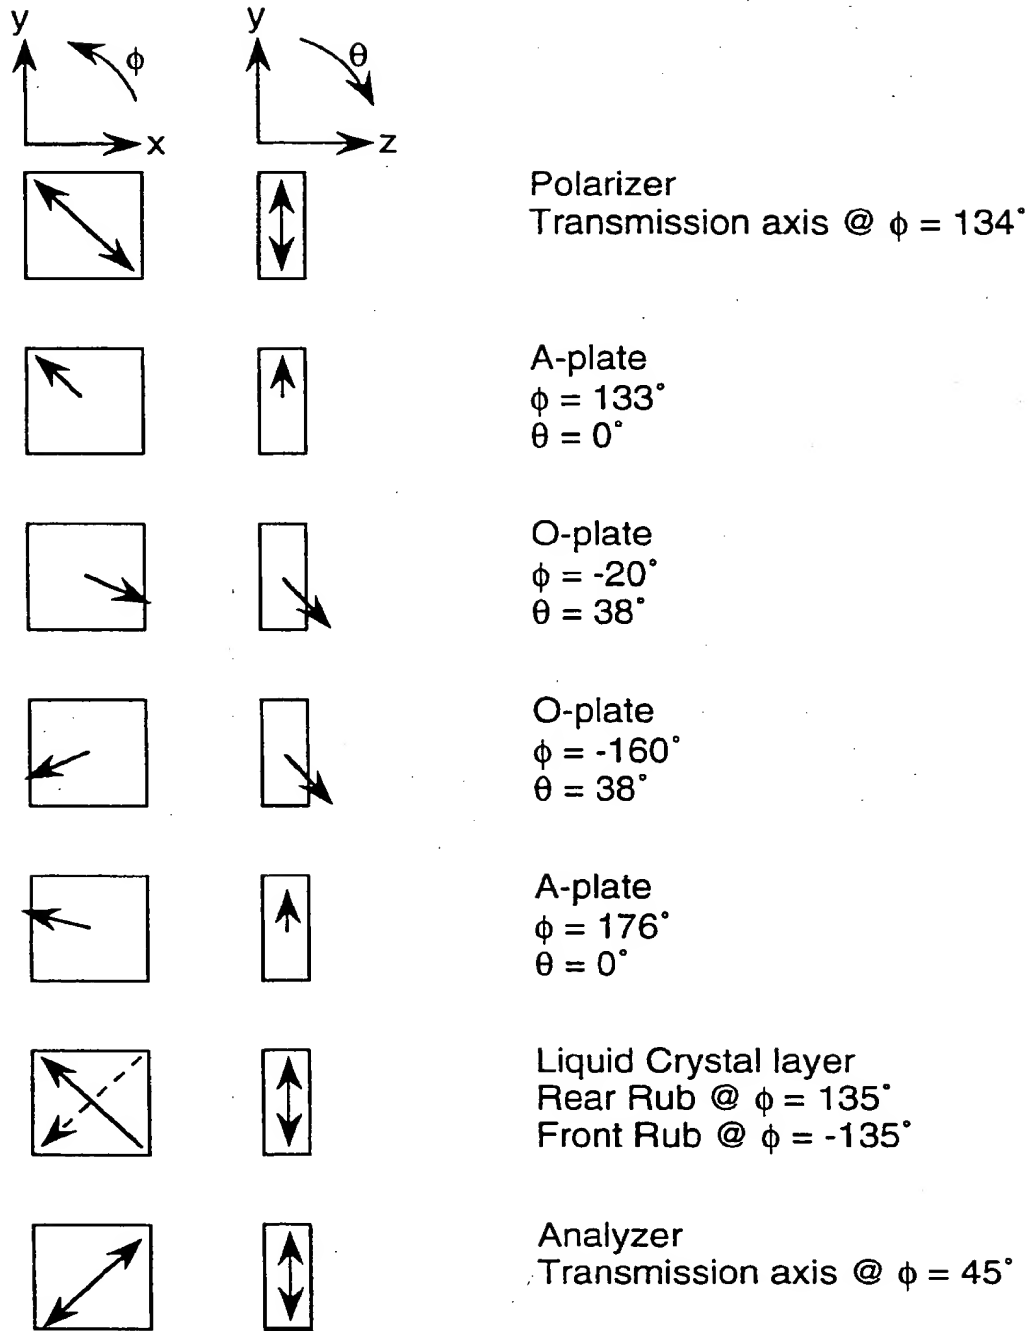 y
ϕ
x
y
θ
z
Polarizer
Transmission axis @ ϕ = 134°
A-plate
ϕ = 133°
θ = 0°
O-plate
ϕ = -20°
θ = 38°
O-plate
ϕ = -160°
θ = 38°
A-plate
ϕ = 176°
θ = 0°
Liquid Crystal layer
Rear Rub @ ϕ = 135°
Front Rub @ ϕ = -135°
Analyzer
Transmission axis @ ϕ = 45°